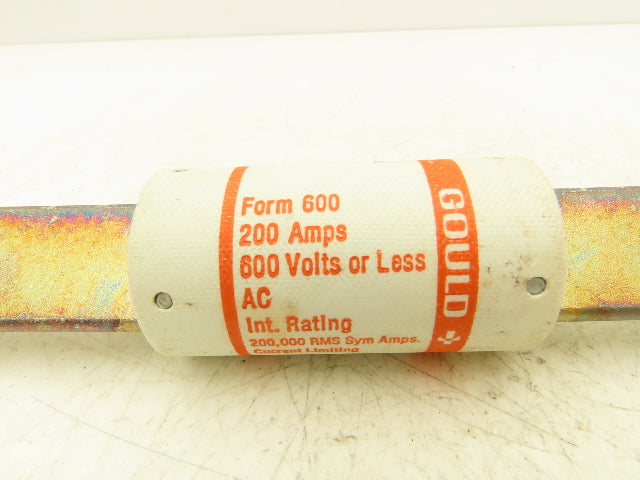 Form 600
200 Amps
600 Volts or Less
AC
Int. Rating
200,000 RMS Sym Amps.
Current Limiting
GOULD